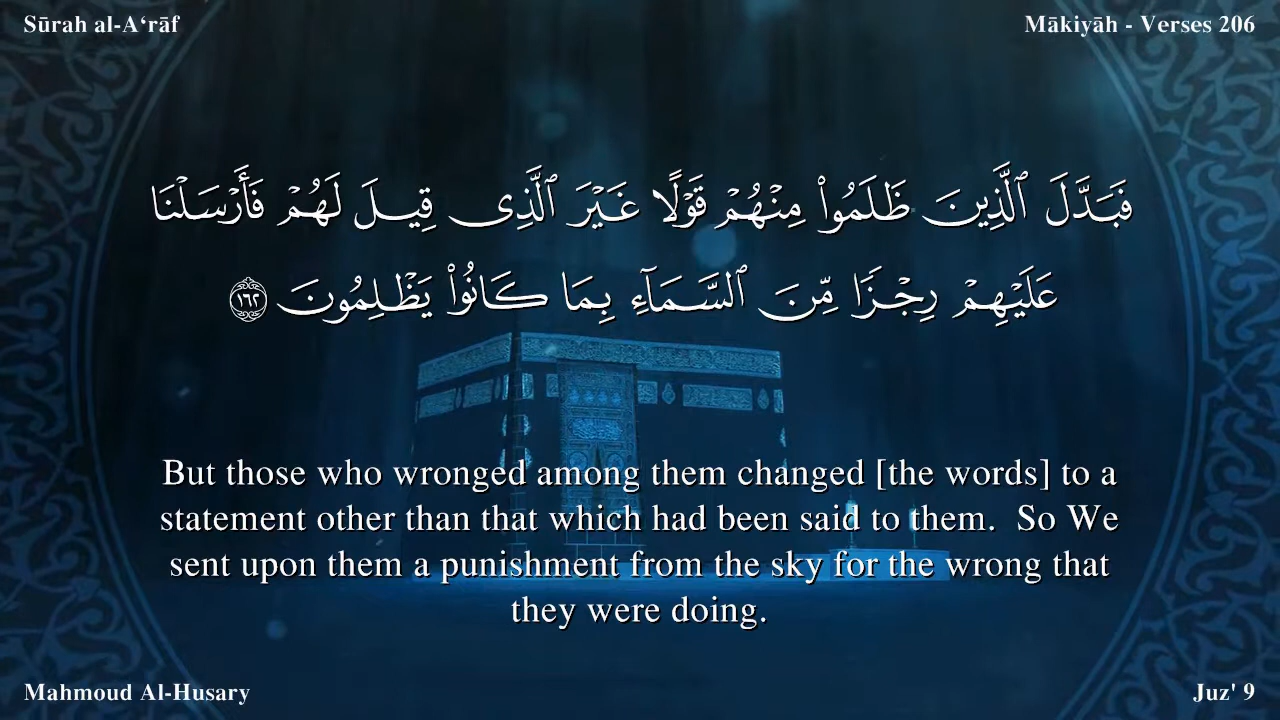 Sūrah al-A‘rāf
Mākiyāh - Verses 206
فَبَدَّلَ ٱلَّذِينَ ظَلَمُوا۟ مِنْهُمْ قَوْلًا غَيْرَ ٱلَّذِى قِيلَ لَهُمْ فَأَرْسَلْنَا
عَلَيْهِمْ رِجْزًا مِّنَ ٱلسَّمَآءِ بِمَا كَانُوا۟ يَظْلِمُونَ ١٦٢
But those who wronged among them changed [the words] to a
statement other than that which had been said to them.  So We
sent upon them a punishment from the sky for the wrong that
they were doing.
Mahmoud Al-Husary
Juz' 9